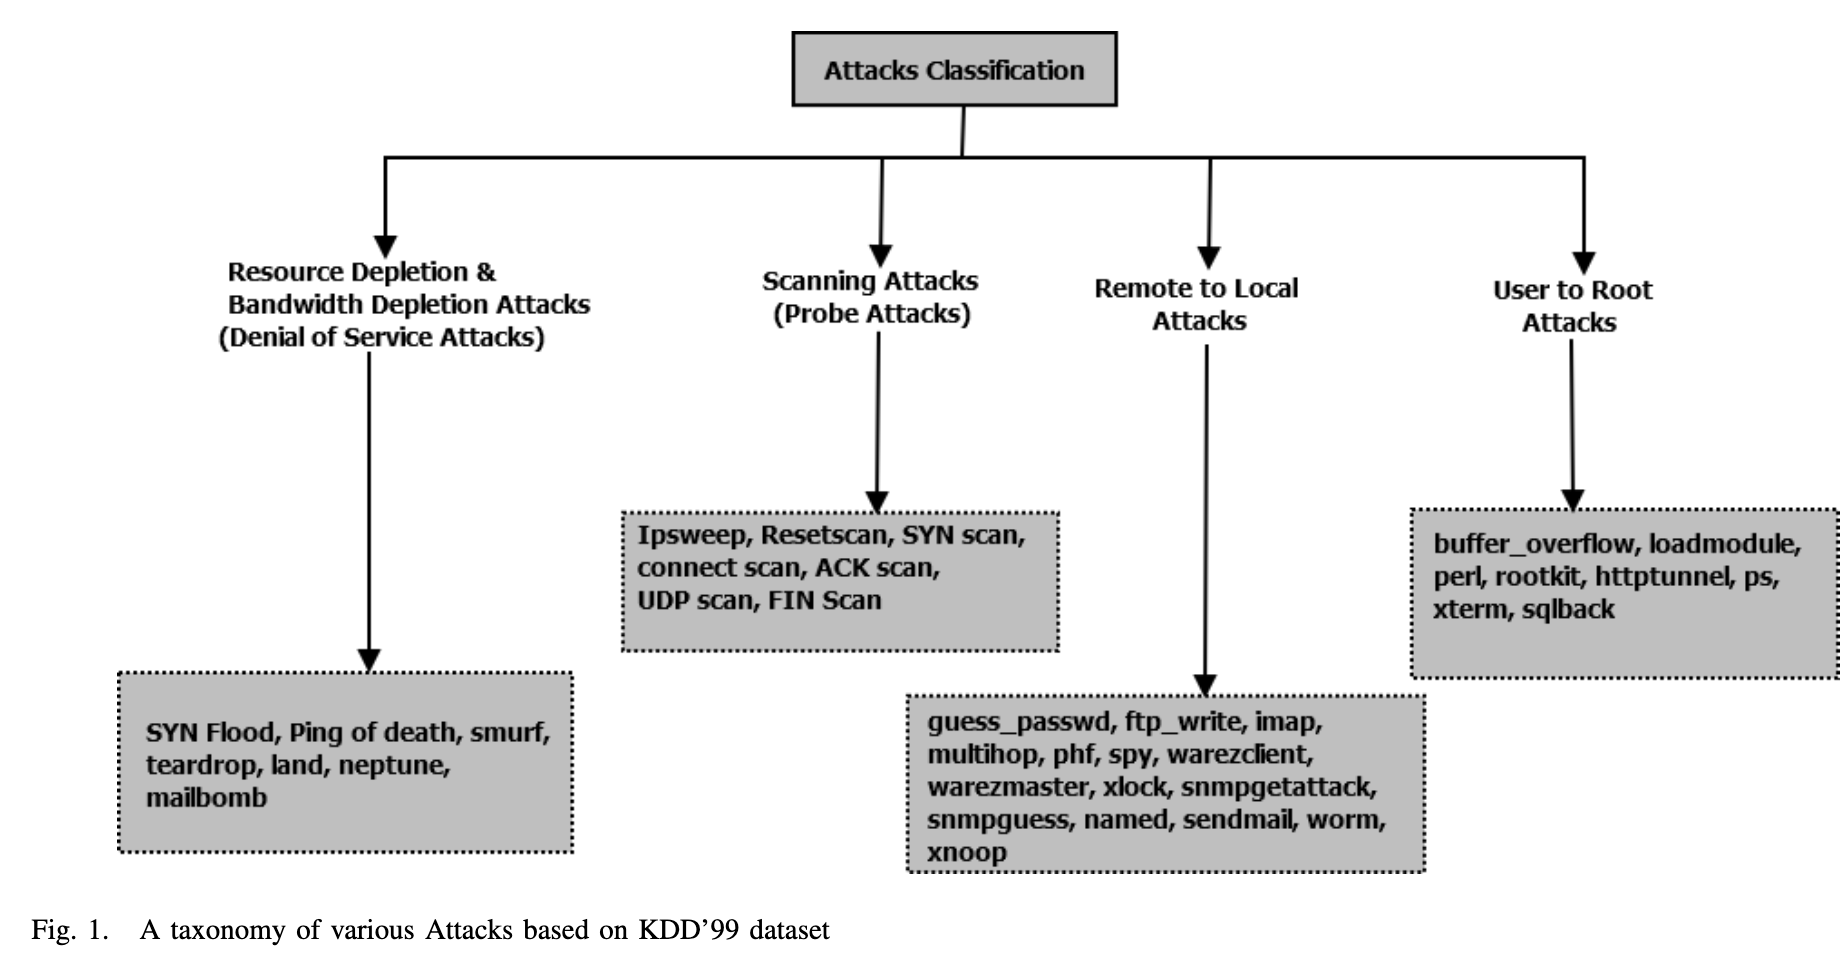 Attacks Classification
Resource Depletion &
Bandwidth Depletion Attacks
(Denial of Service Attacks)
Scanning Attacks
(Probe Attacks)
Remote to Local
Attacks
User to Root
Attacks
SYN Flood, Ping of death, smurf,
teardrop, land, neptune,
mailbomb
Ipsweep, Resetscan, SYN scan,
connect scan, ACK scan,
UDP scan, FIN Scan
guess_passwd, ftp_write, imap,
multihop, phf, spy, warezclient,
warezmaster, xlock, snmpgetattack,
snmpguess, named, sendmail, worm,
xnoop
buffer_overflow, loadmodule,
perl, rootkit, httptunnel, ps,
xterm, sqlback
Fig. 1. A taxonomy of various Attacks based on KDD’99 dataset